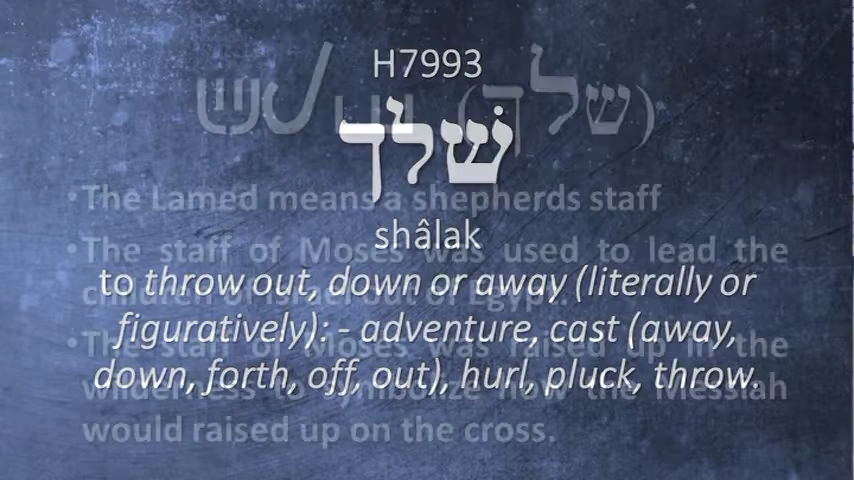 H7993
(שלך)
שׁלך
• The Lamed means a shepherds staff
shâlak
• The staff of Moses was used to lead the
to throw out, down or away (literally or
children of Israel out of Egypt.
figuratively): - adventure, cast (away,
• The staff of Moses was raised up in the
down, forth, off, out), hurl, pluck, throw.
wilderness to symbolize how the Messiah
would raised up on the cross.